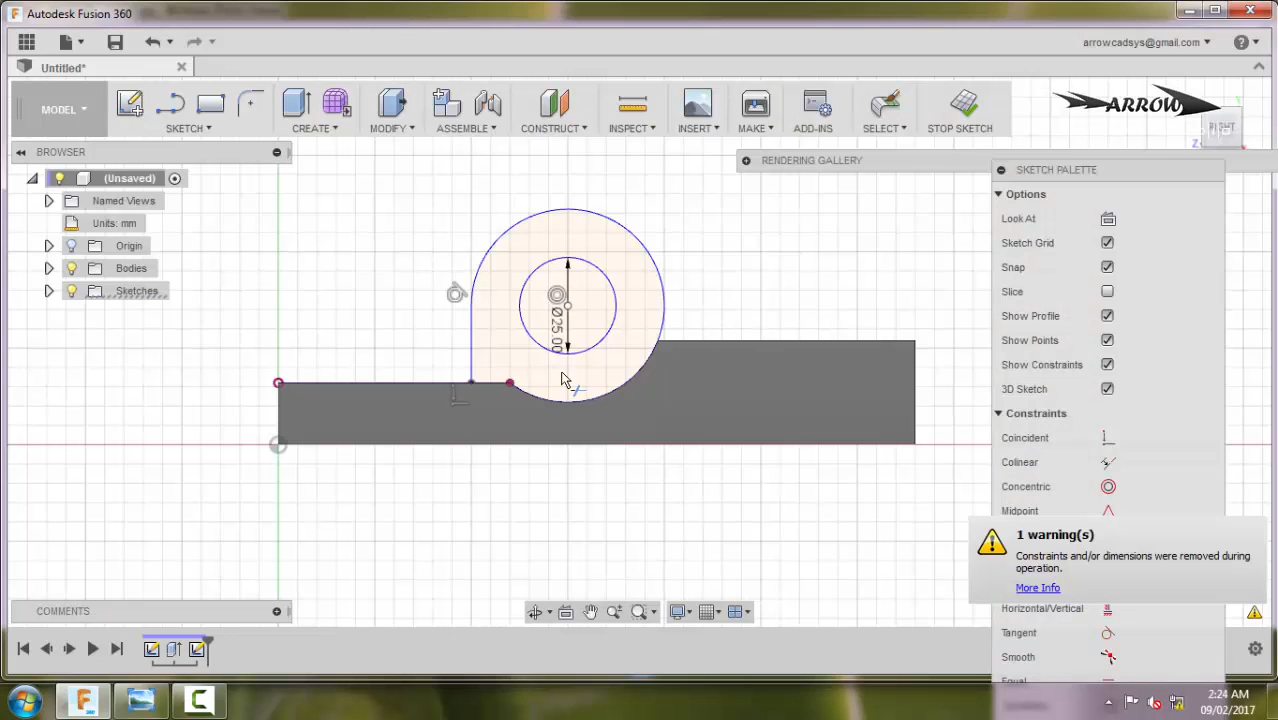 Autodesk Fusion 360
arrowcadsys@gmail.com
Untitled*
MODEL
SKETCH
CREATE
MODIFY
ASSEMBLE
CONSTRUCT
INSPECT
INSERT
MAKE
ADD-INS
SELECT
STOP SKETCH
ARROW
RIGHT
BROWSER
RENDERING GALLERY
(Unsaved)
Named Views
Units: mm
Origin
Bodies
Sketches
Ø25.00
SKETCH PALETTE
Options
Look At
Sketch Grid
Snap
Slice
Show Profile
Show Points
Show Constraints
3D Sketch
Constraints
Coincident
Colinear
Concentric
Midpoint
1 warning(s)
Constraints and/or dimensions were removed during
operation.
More Info
Horizontal/Vertical
Tangent
Smooth
Equal
COMMENTS
2:24 AM
09/02/2017